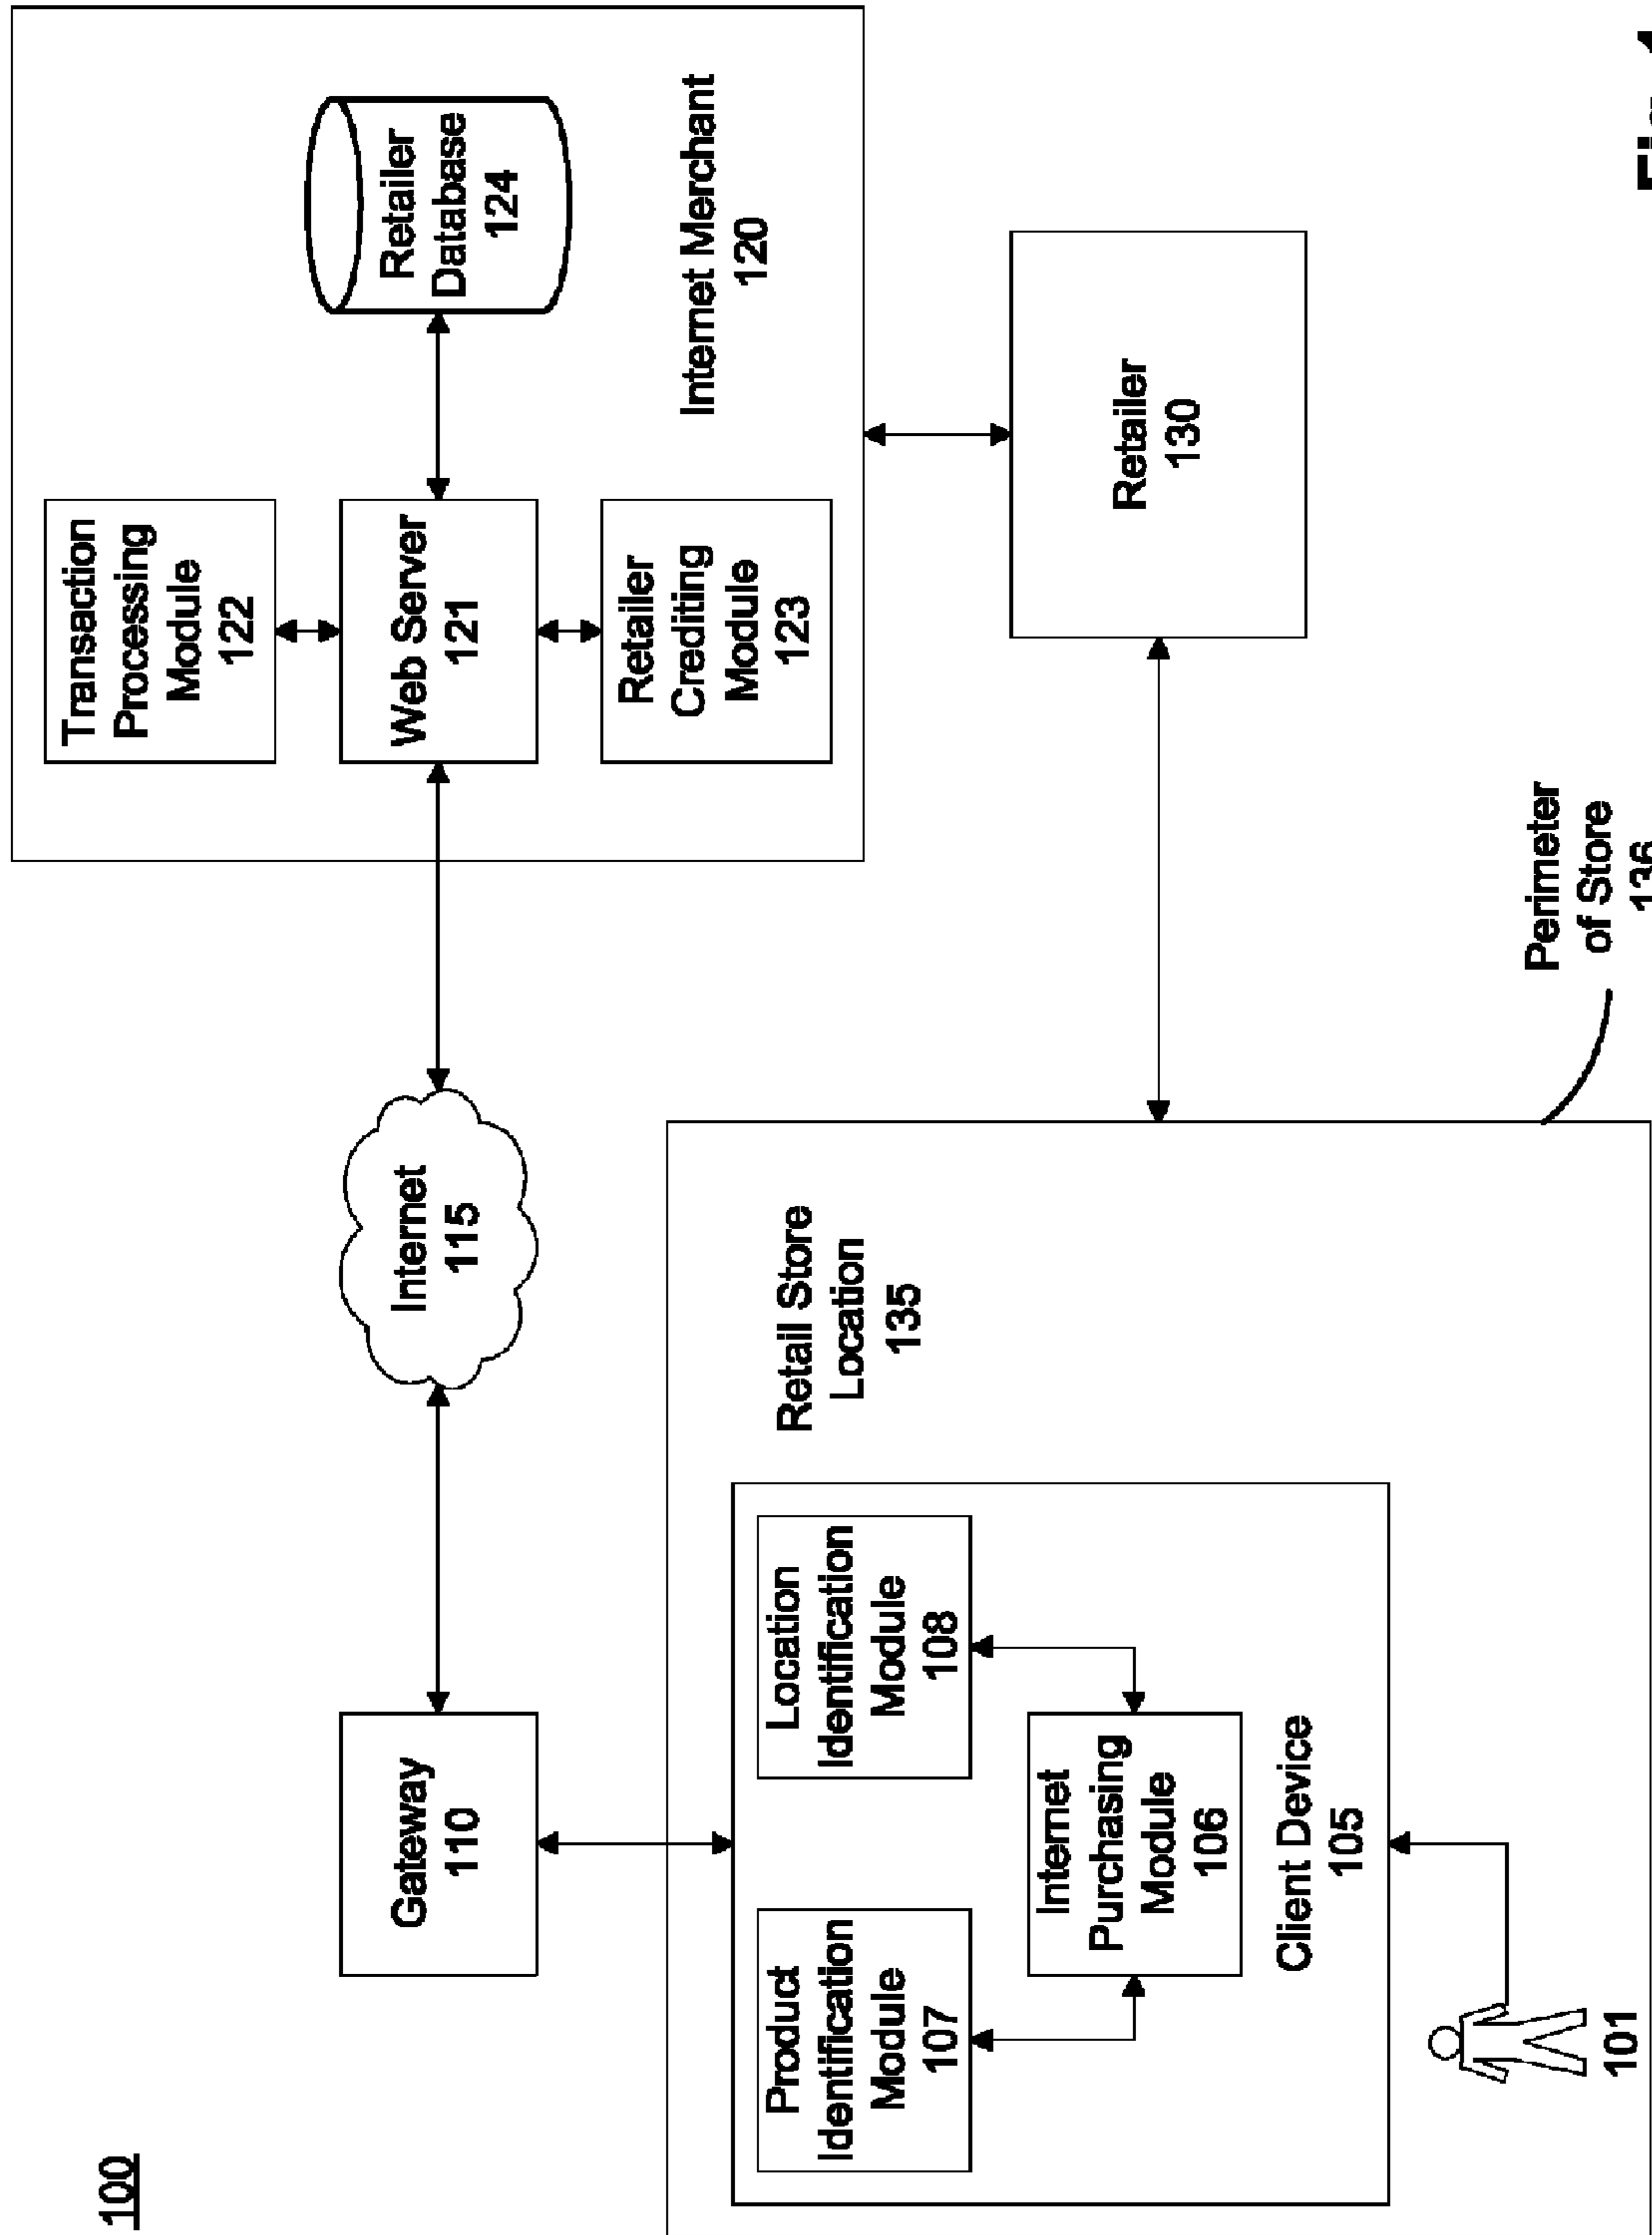 100
Gateway
110
Internet
115
Transaction
Processing
Module
122
Web Server
121
Retailer
Crediting
Module
123
Retailer
Database
124
Internet Merchant
120
Product
Identification
Module
107
Location
Identification
Module
108
Internet
Purchasing
Module
106
Client Device
105
Retail Store
Location
135
101
Retailer
130
Perimeter
of Store
136